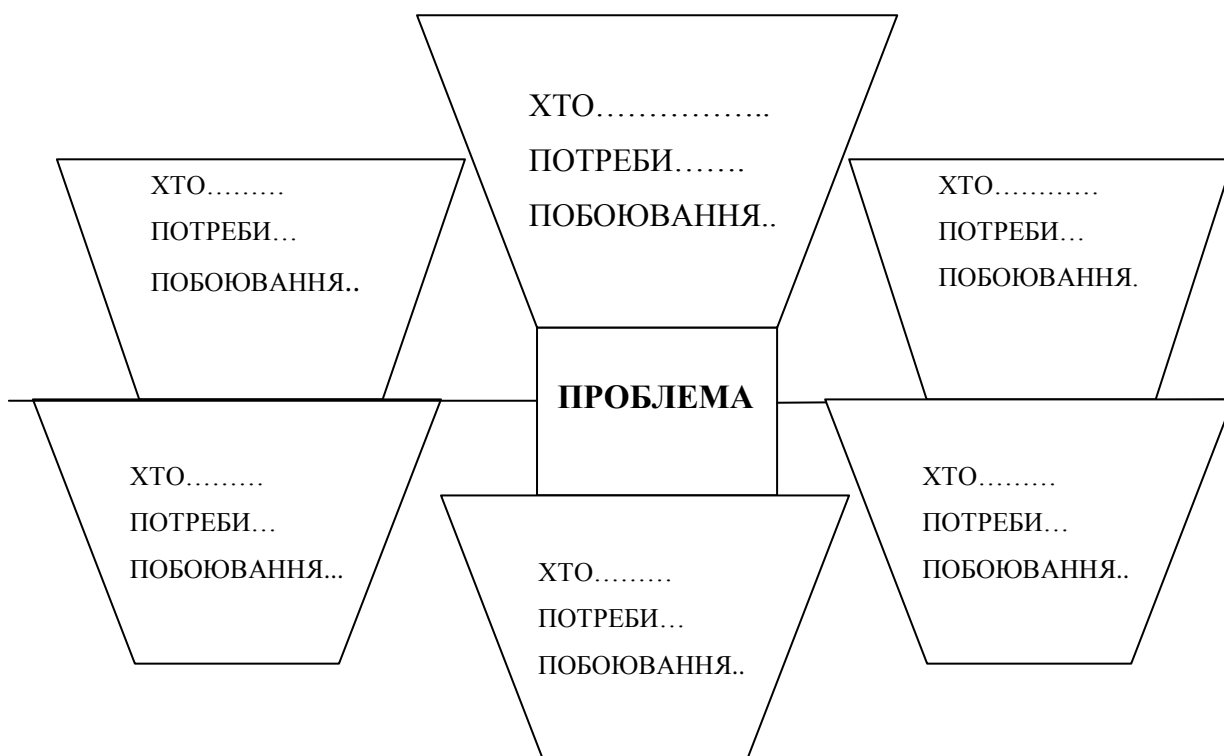 ХТО……………..
ПОТРЕБИ…….
ПОБОЮВАННЯ..
ХТО………
ПОТРЕБИ…
ПОБОЮВАННЯ..
ХТО…………
ПОТРЕБИ…
ПОБОЮВАННЯ.
ПРОБЛЕМА
ХТО………
ПОТРЕБИ…
ПОБОЮВАННЯ...
ХТО………
ПОТРЕБИ…
ПОБОЮВАННЯ..
ХТО………
ПОТРЕБИ…
ПОБОЮВАННЯ..